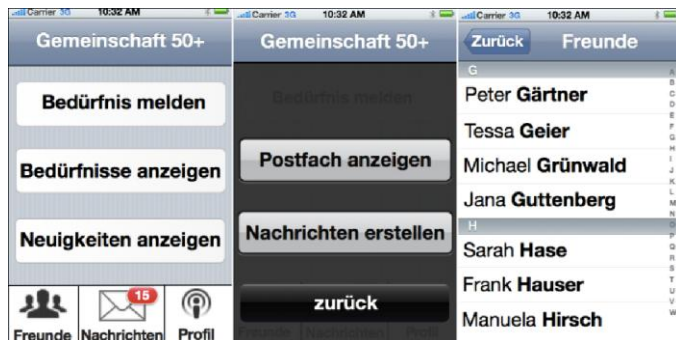 Carrier 3G 10:32 AM
Gemeinschaft 50+
Bedürfnis melden
Bedürfnisse anzeigen
Neuigkeiten anzeigen
15
Freunde Nachrichten Profil
Carrier 3G 10:32 AM
Gemeinschaft 50+
Bedürfnis melden
Postfach anzeigen
Nachrichten erstellen
zurück
Freunde Nachrichten Profil
Carrier 3G 10:32 AM
Zurück Freunde
G
Peter Gärtner
Tessa Geier
Michael Grünwald
Jana Guttenberg
H
Sarah Hase
Frank Hauser
Manuela Hirsch
A
B
C
D
E
F
G
H
I
J
K
L
M
N
O
P
Q
R
S
T
U
V
W